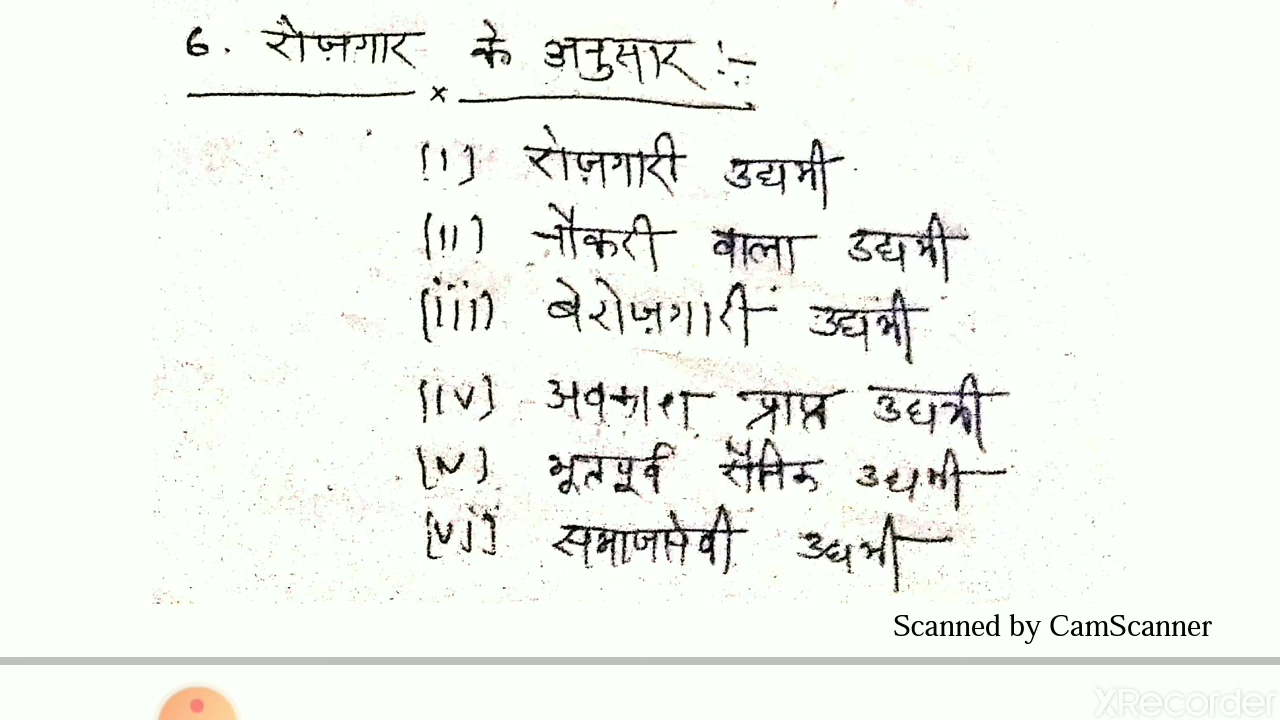 6. रोज़गार के अनुसार :-
(i) रोज़गारी उद्यमी
(ii) नौकरी वाला उद्यमी
(iii) बेरोज़गारी उद्यमी
(iv) अवकाश प्राप्त उद्यमी
(v) भूतपूर्व सैनिक उद्यमी
(vi) समाजसेवी उद्यमी
Scanned by CamScanner
XRecorder